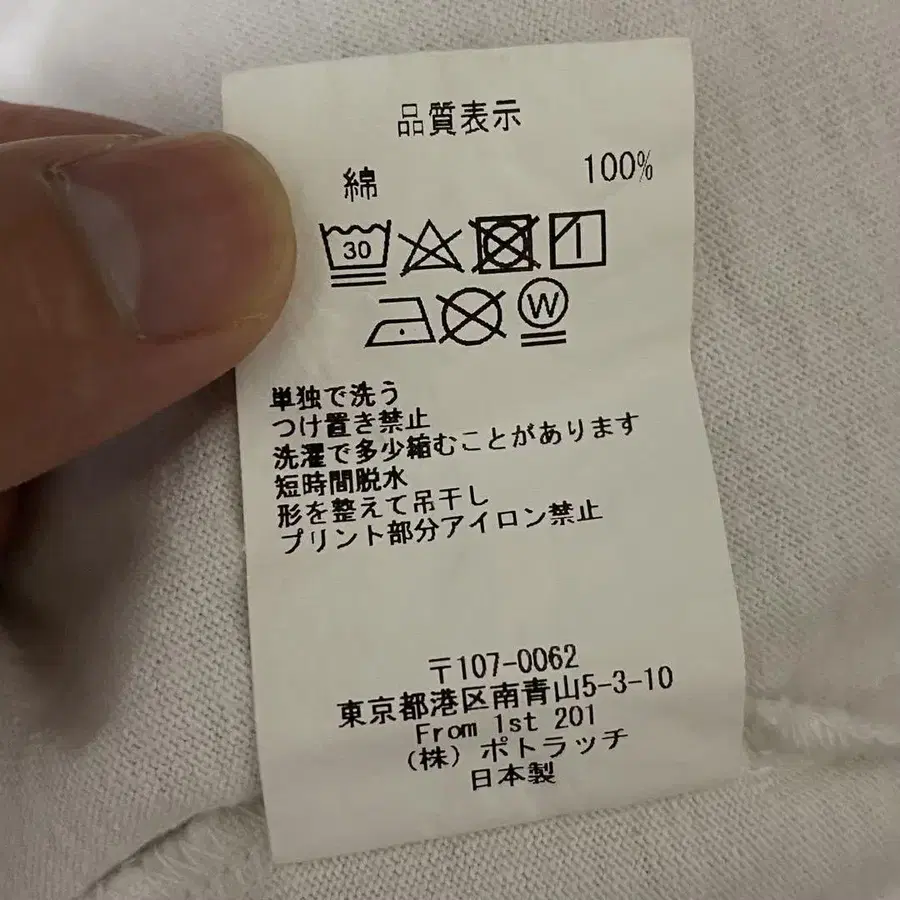 品質表示
綿 100%
30
W
単独で洗う
つけ置き禁止
洗濯で多少縮むことがあります
短時間脱水
形を整えて吊干し
プリント部分アイロン禁止
〒107-0062
東京都港区南青山5-3-10
From 1st 201
(株) ポトラッチ
日本製